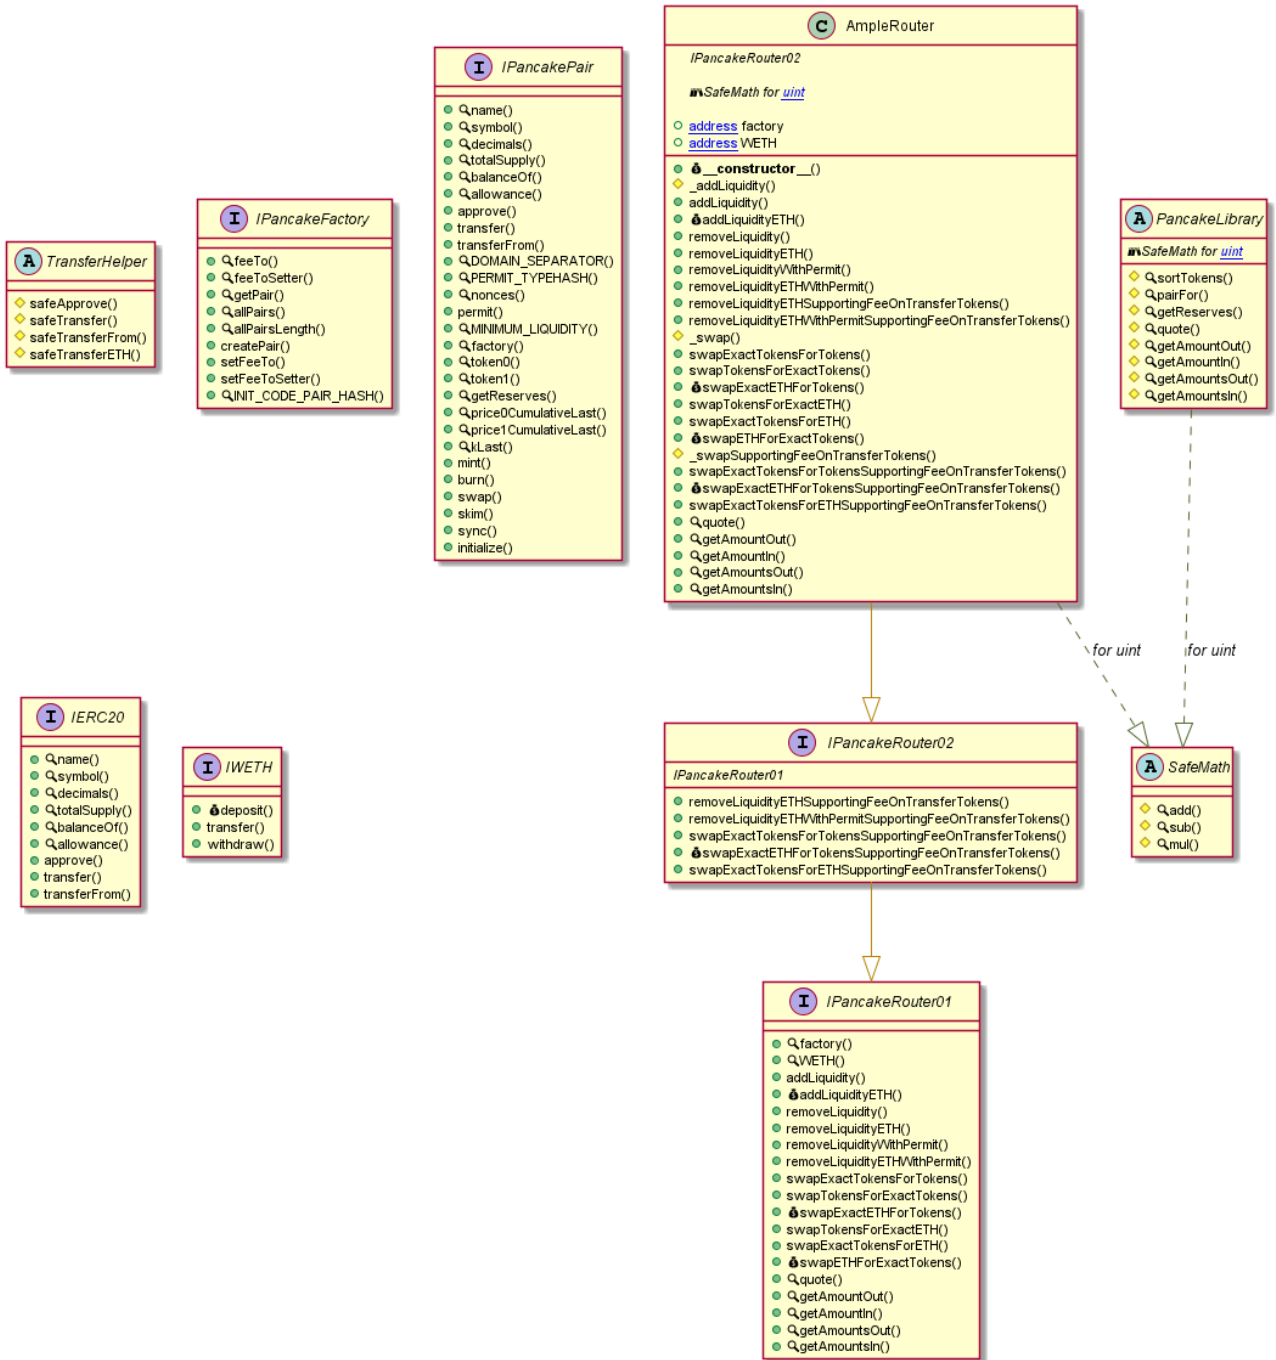 A TransferHelper
safeApprove()
safeTransfer()
safeTransferFrom()
safeTransferETH()
I IPancakeFactory
feeTo()
feeToSetter()
getPair()
allPairs()
allPairsLength()
createPair()
setFeeTo()
setFeeToSetter()
INIT_CODE_PAIR_HASH()
I IPancakePair
name()
symbol()
decimals()
totalSupply()
balanceOf()
allowance()
approve()
transfer()
transferFrom()
DOMAIN_SEPARATOR()
PERMIT_TYPEHASH()
nonces()
permit()
MINIMUM_LIQUIDITY()
factory()
token0()
token1()
getReserves()
price0CumulativeLast()
price1CumulativeLast()
kLast()
mint()
burn()
swap()
skim()
sync()
initialize()
C AmpleRouter
IPancakeRouter02
SafeMath for uint
address factory
address WETH
__constructor__()
_addLiquidity()
addLiquidity()
addLiquidityETH()
removeLiquidity()
removeLiquidityETH()
removeLiquidityWithPermit()
removeLiquidityETHWithPermit()
removeLiquidityETHSupportingFeeOnTransferTokens()
removeLiquidityETHWithPermitSupportingFeeOnTransferTokens()
_swap()
swapExactTokensForTokens()
swapTokensForExactTokens()
swapExactETHForTokens()
swapTokensForExactETH()
swapExactTokensForETH()
swapETHForExactTokens()
_swapSupportingFeeOnTransferTokens()
swapExactTokensForTokensSupportingFeeOnTransferTokens()
swapExactETHForTokensSupportingFeeOnTransferTokens()
swapExactTokensForETHSupportingFeeOnTransferTokens()
quote()
getAmountOut()
getAmountIn()
getAmountsOut()
getAmountsIn()
A PancakeLibrary
SafeMath for uint
sortTokens()
pairFor()
getReserves()
quote()
getAmountOut()
getAmountIn()
getAmountsOut()
getAmountsIn()
for uint
for uint
I IERC20
name()
symbol()
decimals()
totalSupply()
balanceOf()
allowance()
approve()
transfer()
transferFrom()
I IWETH
deposit()
transfer()
withdraw()
I IPancakeRouter02
IPancakeRouter01
removeLiquidityETHSupportingFeeOnTransferTokens()
removeLiquidityETHWithPermitSupportingFeeOnTransferTokens()
swapExactTokensForTokensSupportingFeeOnTransferTokens()
swapExactETHForTokensSupportingFeeOnTransferTokens()
swapExactTokensForETHSupportingFeeOnTransferTokens()
A SafeMath
add()
sub()
mul()
I IPancakeRouter01
factory()
WETH()
addLiquidity()
addLiquidityETH()
removeLiquidity()
removeLiquidityETH()
removeLiquidityWithPermit()
removeLiquidityETHWithPermit()
swapExactTokensForTokens()
swapTokensForExactTokens()
swapExactETHForTokens()
swapTokensForExactETH()
swapExactTokensForETH()
swapETHForExactTokens()
quote()
getAmountOut()
getAmountIn()
getAmountsOut()
getAmountsIn()